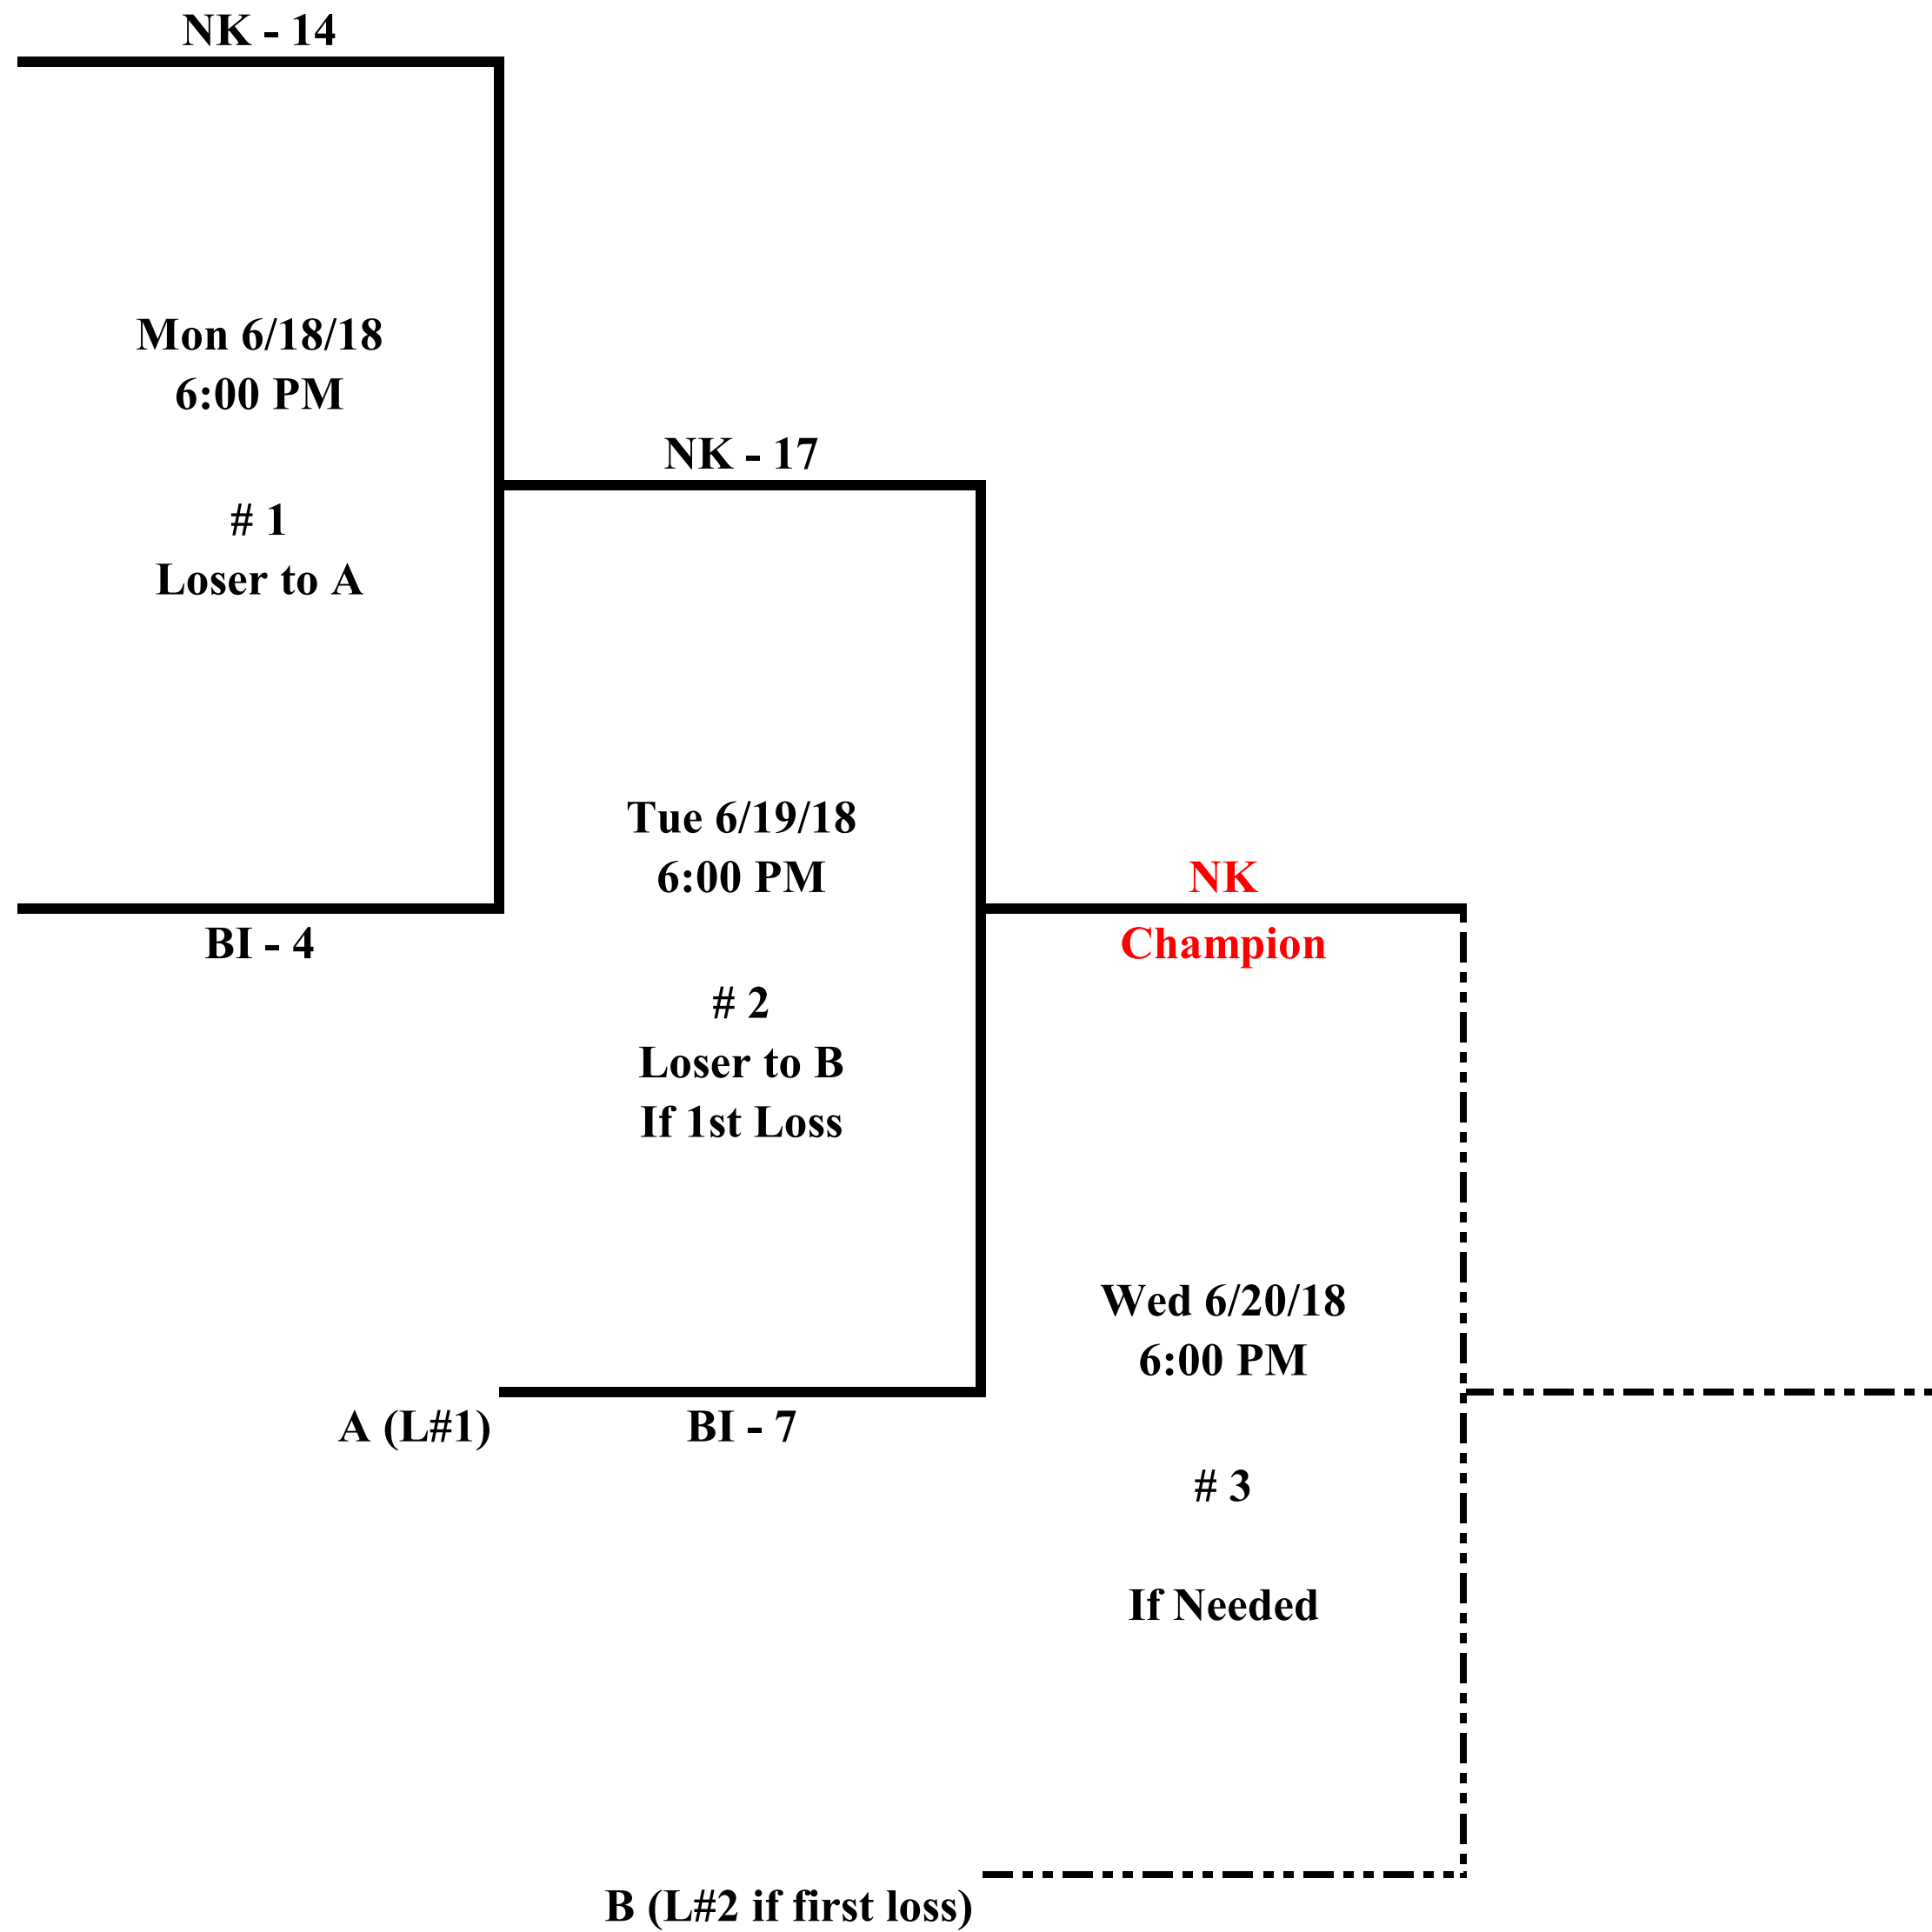 NK - 14
Mon 6/18/18
6:00 PM
# 1
Loser to A
BI - 4
NK - 17
Tue 6/19/18
6:00 PM
# 2
Loser to B
If 1st Loss
A (L#1)
BI - 7
NK
Champion
Wed 6/20/18
6:00 PM
# 3
If Needed
B (L#2 if first loss)